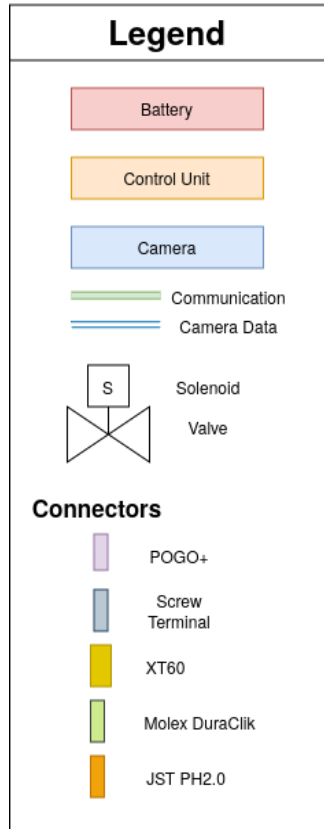 Legend
Battery
Control Unit
Camera
Communication
Camera Data
S
Solenoid
Valve
Connectors
POGO+
Screw
Terminal
XT60
Molex DuraClik
JST PH2.0